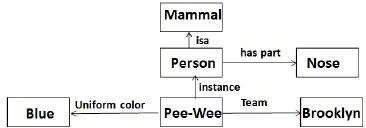 Mammal
isa
Person
has part
Nose
instance
Blue
Uniform color
Pee-Wee
Team
Brooklyn